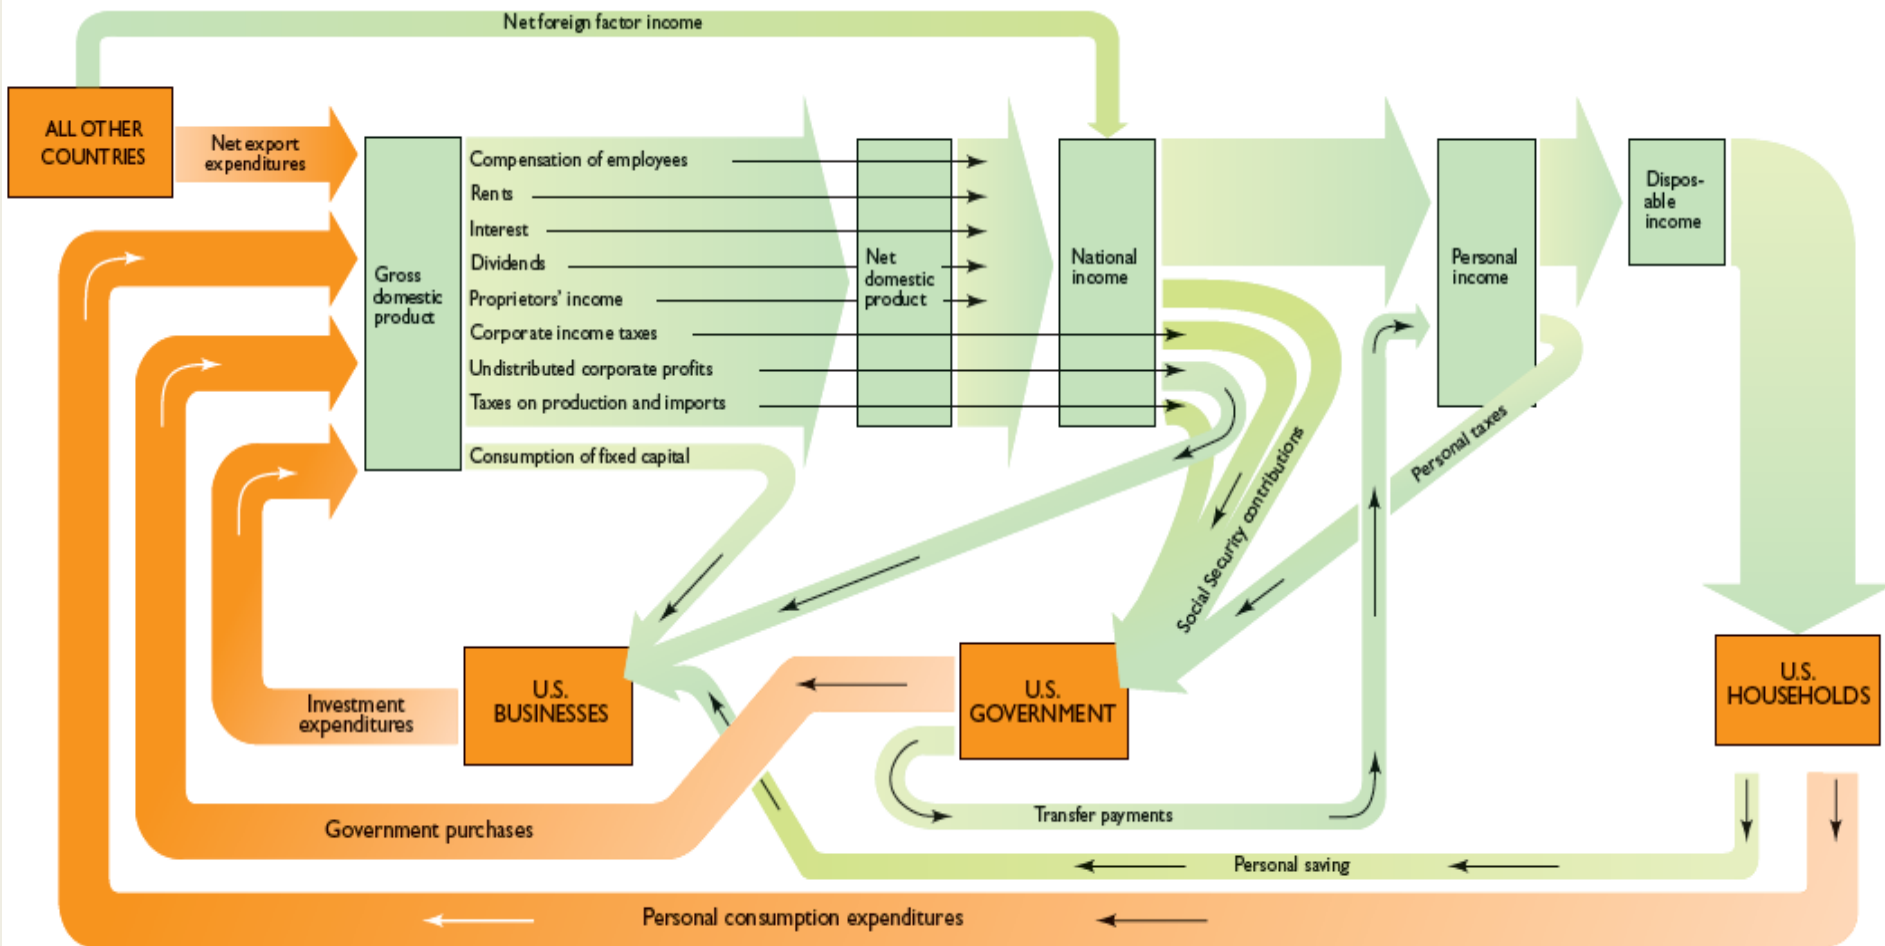 Net foreign factor income
ALL OTHER
COUNTRIES
Net export
expenditures
Gross
domestic
product
Compensation of employees
Rents
Interest
Dividends
Proprietors' income
Corporate income taxes
Undistributed corporate profits
Taxes on production and imports
Consumption of fixed capital
Net
domestic
product
National
income
Personal
income
Dispos-
able
income
Social Security contributions
Personal taxes
U.S.
BUSINESSES
U.S.
GOVERNMENT
U.S.
HOUSEHOLDS
Investment
expenditures
Government purchases
Transfer payments
Personal saving
Personal consumption expenditures